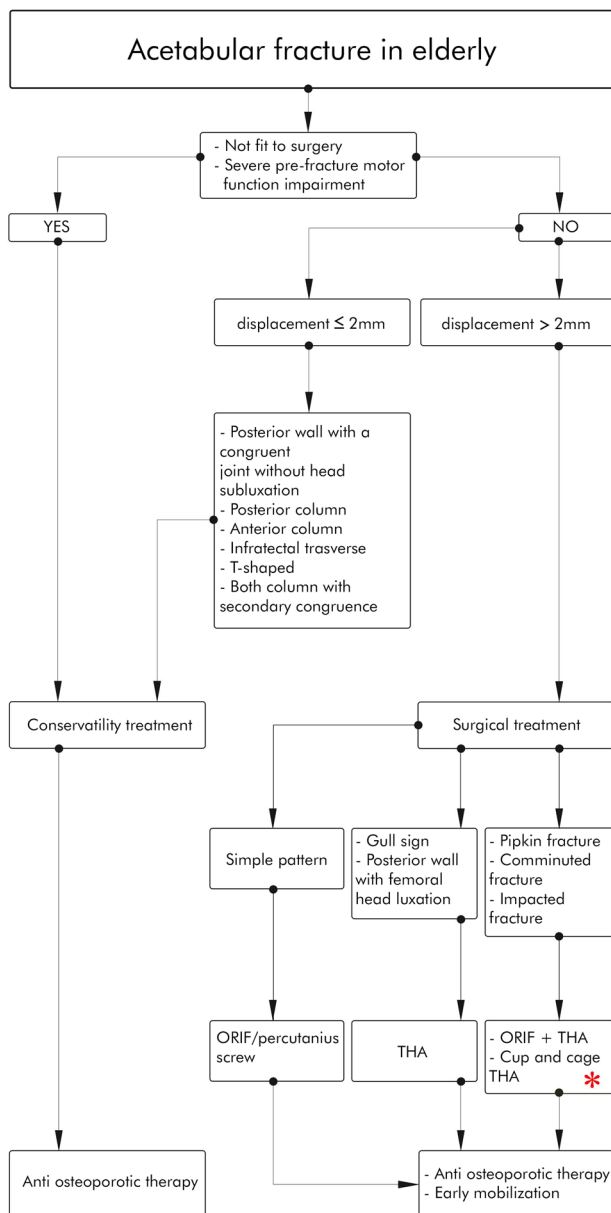 Acetabular fracture in elderly
- Not fit to surgery
- Severe pre-fracture motor
function impairment
YES
NO
displacement ≤ 2mm
displacement > 2mm
- Posterior wall with a
congruent
joint without head
subluxation
- Posterior column
- Anterior column
- Infratectal trasverse
- T-shaped
- Both column with
secondary congruence
Conservatility treatment
Surgical treatment
Simple pattern
- Gull sign
- Posterior wall
with femoral
head luxation
- Pipkin fracture
- Comminuted
fracture
- Impacted
fracture
ORIF/percutanius
screw
THA
- ORIF + THA
- Cup and cage
THA *
Anti osteoporotic therapy
- Anti osteoporotic therapy
- Early mobilization